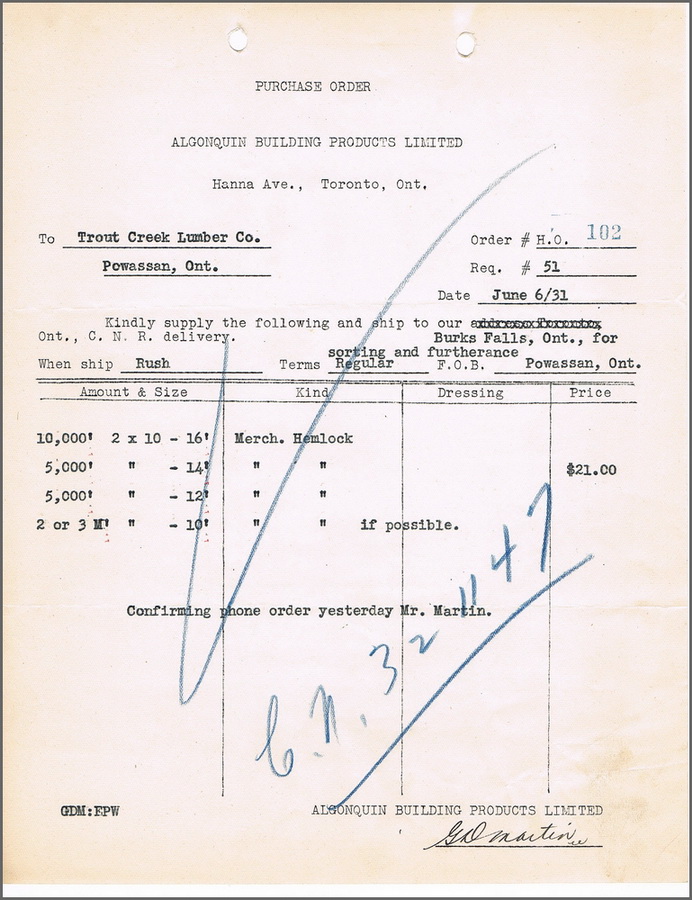 PURCHASE ORDER
ALGONQUIN BUILDING PRODUCTS LIMITED
Hanna Ave., Toronto, Ont.
To Trout Creek Lumber Co.
Powassan, Ont.
Order # H.O. 102
Req. # 51
Date June 6/31
Kindly supply the following and ship to our
Ont., C. N. R. delivery. Burks Falls, Ont., for
sorting and furtherance
When ship Rush Terms Regular F.O.B. Powassan, Ont.
Amount & Size Kind Dressing Price
10,000' 2 x 10 - 16' Merch. Hemlock
5,000' " - 14' " " $21.00
5,000' " - 12' " "
2 or 3 M' " - 10' " " if possible.
Confirming phone order yesterday Mr. Martin.
C.N. 32 1147
GDM:EPW
ALGONQUIN BUILDING PRODUCTS LIMITED
GDMartin